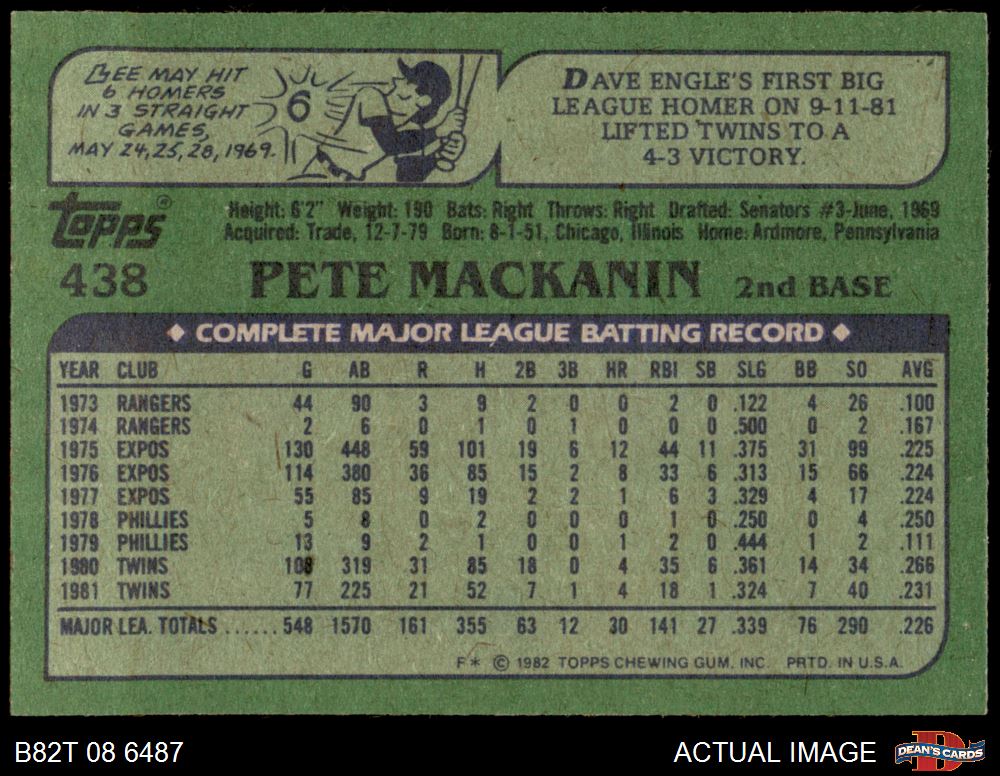 BEE MAY HIT
6 HOMERS
IN 3 STRAIGHT
GAMES,
MAY 24,25,28,1969.
6
DAVE ENGLE'S FIRST BIG
LEAGUE HOMER ON 9-11-81
LIFTED TWINS TO A
4-3 VICTORY.
Topps®
Height: 6'2" Weight: 190 Bats: Right Throws: Right Drafted: Senators #3-June, 1969
Acquired: Trade, 12-7-79 Born: 8-1-51, Chicago, Illinois Home: Ardmore, Pennsylvania
438 PETE MACKANIN 2nd BASE
◆ COMPLETE MAJOR LEAGUE BATTING RECORD ◆
YEAR CLUB G AB R H 2B 3B HR RBI SB SLG BB SO AVG
1973 RANGERS 44 90 3 9 2 0 0 2 0 .122 4 26 .100
1974 RANGERS 2 6 0 1 0 1 0 0 0 .500 0 2 .167
1975 EXPOS 130 448 59 101 19 6 12 44 11 .375 31 99 .225
1976 EXPOS 114 380 36 85 15 2 8 33 6 .313 15 66 .224
1977 EXPOS 55 85 9 19 2 2 1 6 3 .329 4 17 .224
1978 PHILLIES 5 8 0 2 0 0 0 1 0 .250 0 4 .250
1979 PHILLIES 13 9 2 1 0 0 1 2 0 .444 1 2 .111
1980 TWINS 108 319 31 85 18 0 4 35 6 .361 14 34 .266
1981 TWINS 77 225 21 52 7 1 4 18 1 .324 7 40 .231
MAJOR LEA. TOTALS ...... 548 1570 161 355 63 12 30 141 27 .339 76 290 .226
F* © 1982 TOPPS CHEWING GUM, INC. PRTD. IN U.S.A.
B82T 08 6487
ACTUAL IMAGE
DEAN'S CARDS